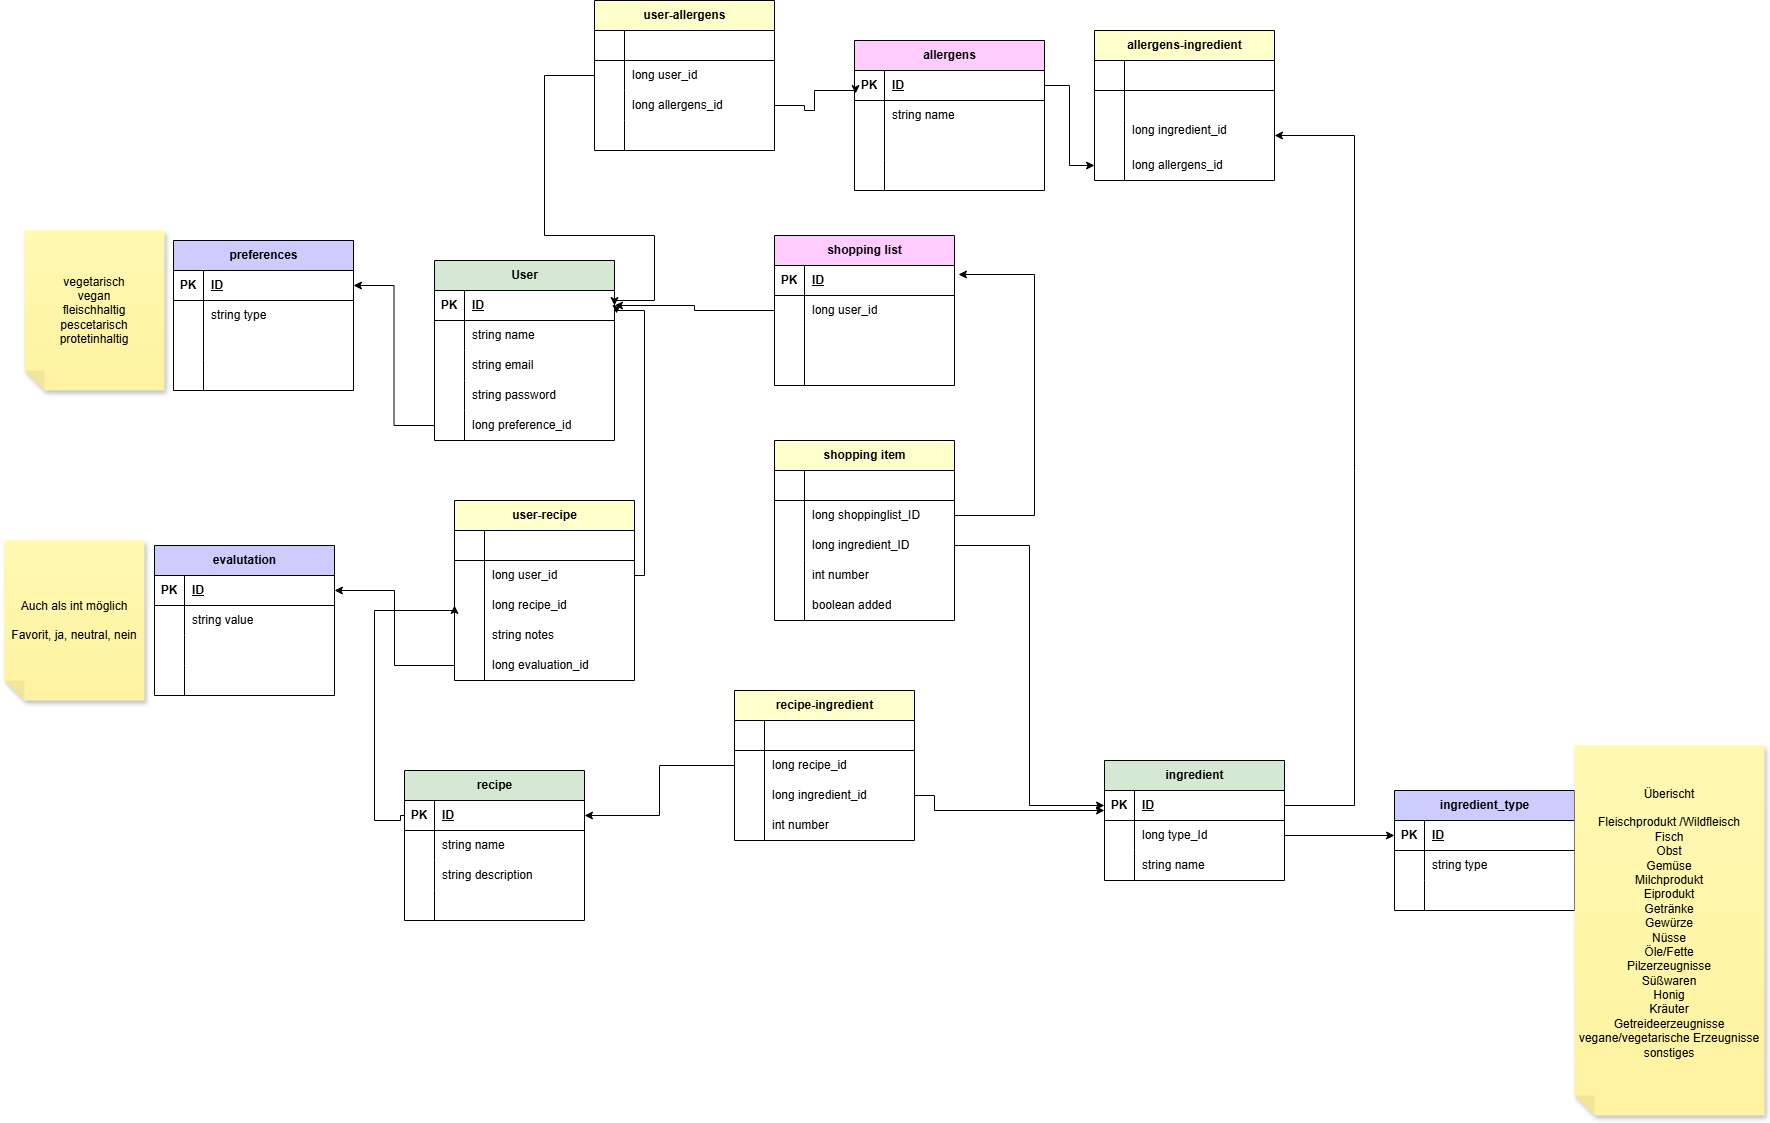 user-allergens
long user_id
long allergens_id
allergens
PK ID
string name
allergens-ingredient
long ingredient_id
long allergens_id
vegetarisch
vegan
fleischhaltig
pescetarisch
protetinhaltig
preferences
PK ID
string type
User
PK ID
string name
string email
string password
long preference_id
shopping list
PK ID
long user_id
shopping item
long shoppinglist_ID
long ingredient_ID
int number
boolean added
user-recipe
long user_id
long recipe_id
string notes
long evaluation_id
Auch als int möglich
Favorit, ja, neutral, nein
evalutation
PK ID
string value
recipe-ingredient
long recipe_id
long ingredient_id
int number
recipe
PK ID
string name
string description
ingredient
PK ID
long type_Id
string name
ingredient_type
PK ID
string type
Überischt
Fleischprodukt /Wildfleisch
Fisch
Obst
Gemüse
Milchprodukt
Eiprodukt
Getränke
Gewürze
Nüsse
Öle/Fette
Pilzerzeugnisse
Süßwaren
Honig
Kräuter
Getreideerzeugnisse
vegane/vegetarische Erzeugnisse
sonstiges